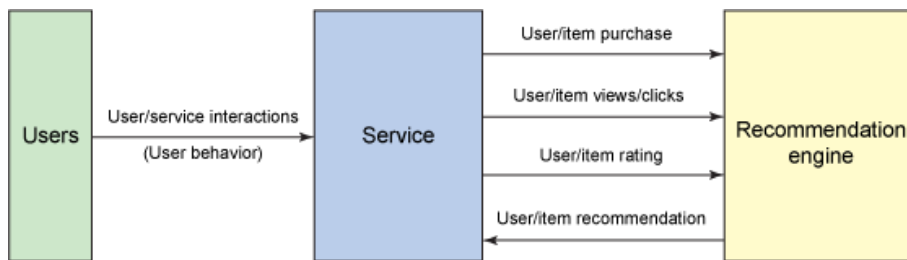 Users
User/service interactions
(User behavior)
Service
User/item purchase
User/item views/clicks
User/item rating
User/item recommendation
Recommendation
engine